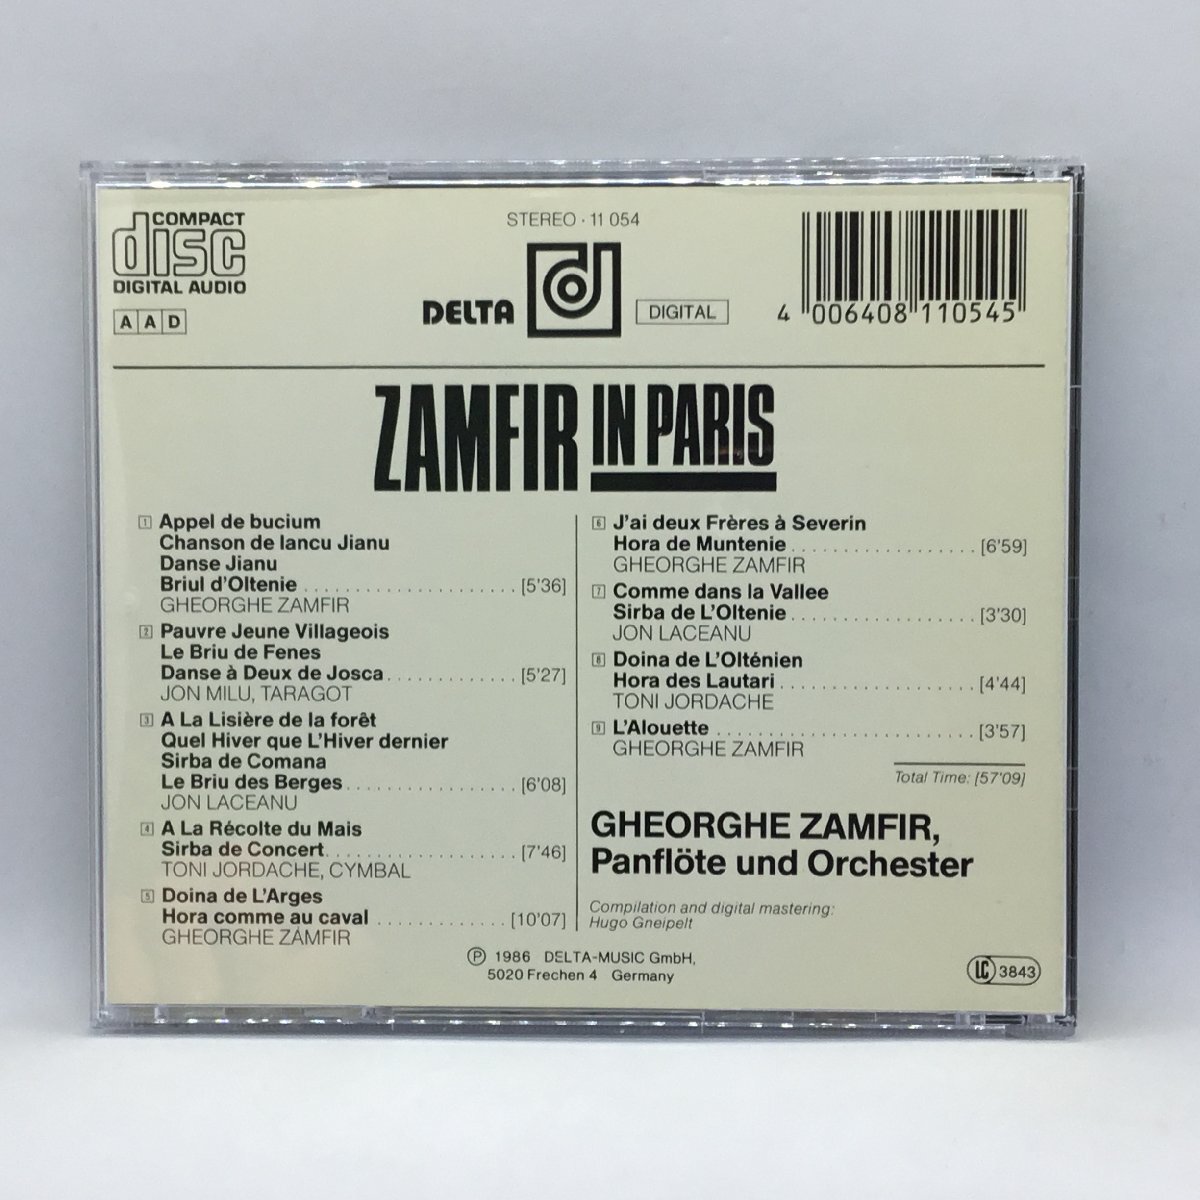 COMPACT
disc
DIGITAL AUDIO
A A D
STEREO · 11 054
DELTA
DIGITAL
4 006408 110545
ZAMFIR IN PARIS
1 Appel de bucium
Chanson de Iancu Jianu
Danse Jianu
Briul d'Oltenie [5'36]
GHEORGHE ZAMFIR
2 Pauvre Jeune Villageois
Le Briu de Fenes
Danse à Deux de Josca [5'27]
JON MILU, TARAGOT
3 A La Lisière de la forêt
Quel Hiver que L'Hiver dernier
Sirba de Comana
Le Briu des Berges [6'08]
JON LACEANU
4 A La Récolte du Mais
Sirba de Concert [7'46]
TONI JORDACHE, CYMBAL
5 Doina de L'Arges
Hora comme au caval [10'07]
GHEORGHE ZAMFIR
6 J'ai deux Frères à Severin
Hora de Muntenie [6'59]
GHEORGHE ZAMFIR
7 Comme dans la Vallee
Sirba de L'Oltenie [3'30]
JON LACEANU
8 Doina de L'Olténien
Hora des Lautari [4'44]
TONI JORDACHE
9 L'Alouette [3'57]
GHEORGHE ZAMFIR
Total Time: [57'09]
GHEORGHE ZAMFIR,
Panflöte und Orchester
Compilation and digital mastering:
Hugo Gneipelt
℗ 1986 DELTA-MUSIC GmbH,
5020 Frechen 4 Germany
LC 3843